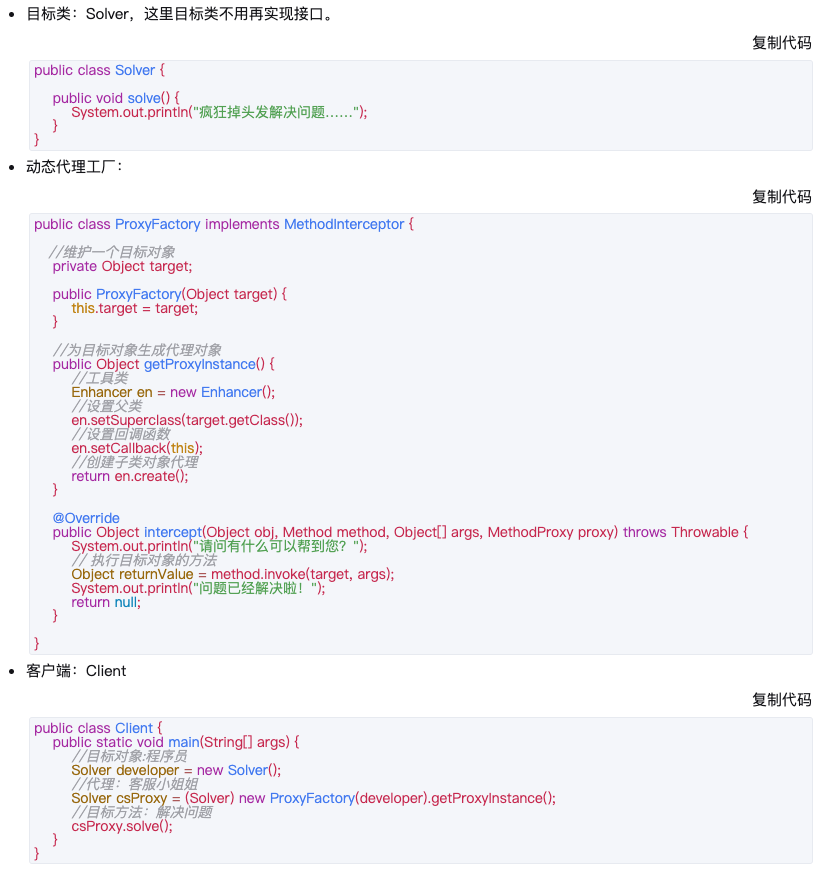 • 目标类：Solver，这里目标类不用再实现接口。
复制代码
public class Solver {
public void solve() {
System.out.println("疯狂掉头发解决问题……");
}
}
• 动态代理工厂：
复制代码
public class ProxyFactory implements MethodInterceptor {
//维护一个目标对象
private Object target;
public ProxyFactory(Object target) {
this.target = target;
}
//为目标对象生成代理对象
public Object getProxyInstance() {
//工具类
Enhancer en = new Enhancer();
//设置父类
en.setSuperclass(target.getClass());
//设置回调函数
en.setCallback(this);
//创建子类对象代理
return en.create();
}
@Override
public Object intercept(Object obj, Method method, Object[] args, MethodProxy proxy) throws Throwable {
System.out.println("请问有什么可以帮到您？");
// 执行目标对象的方法
Object returnValue = method.invoke(target, args);
System.out.println("问题已经解决啦！");
return null;
}
}
• 客户端：Client
复制代码
public class Client {
public static void main(String[] args) {
//目标对象:程序员
Solver developer = new Solver();
//代理：客服小姐姐
Solver csProxy = (Solver) new ProxyFactory(developer).getProxyInstance();
//目标方法：解决问题
csProxy.solve();
}
}